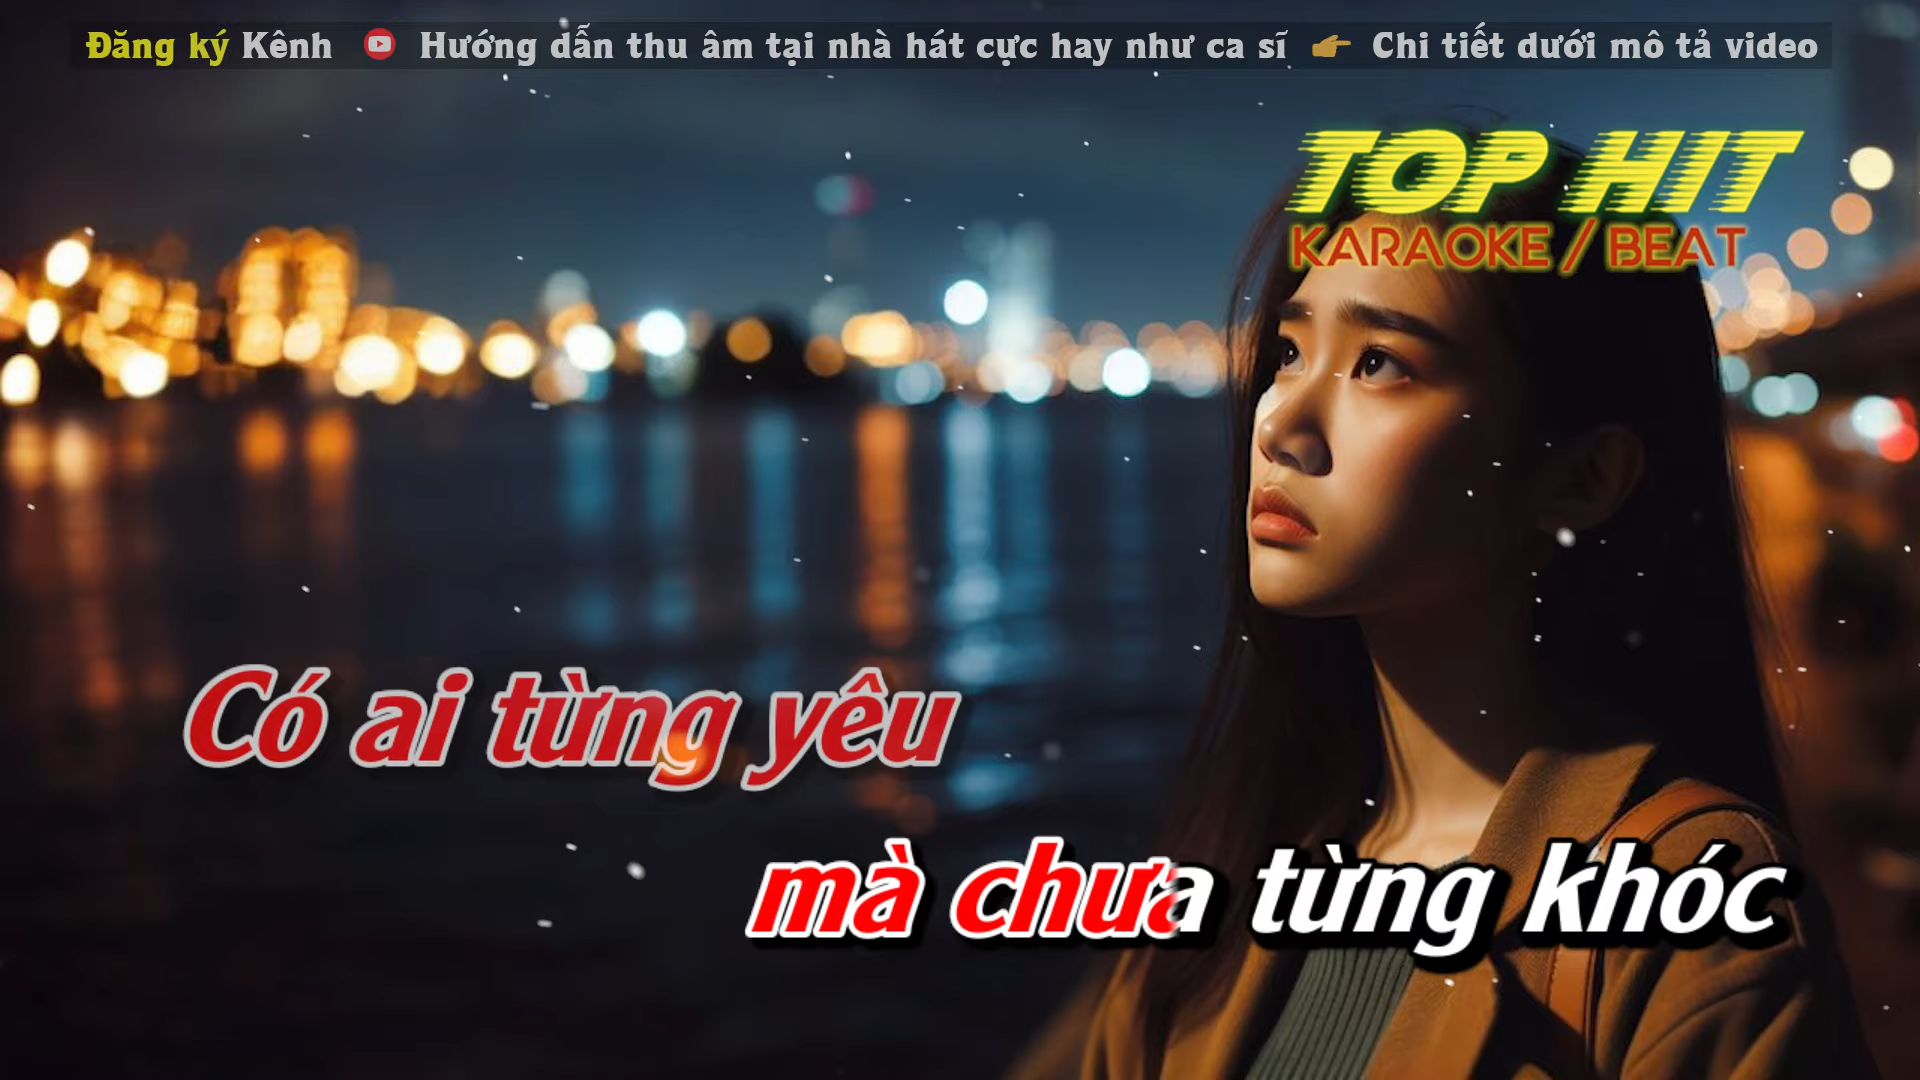 Đăng ký Kênh Hướng dẫn thu âm tại nhà hát cực hay như ca sĩ Chi tiết dưới mô tả video
TOP HIT
KARAOKE / BEAT
Có ai từng yêu
mà chưa từng khóc